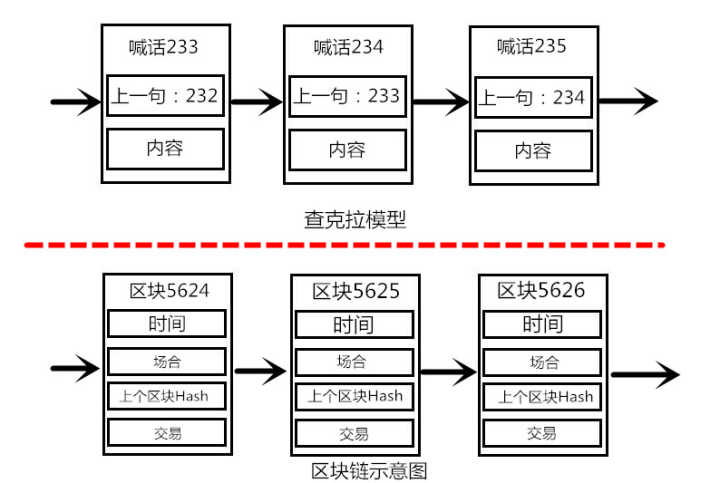 喊话233
喊话234
喊话235
上一句：232
上一句：233
上一句：234
内容
内容
内容
查克拉模型
区块5624
区块5625
区块5626
时间
时间
时间
场合
场合
场合
上个区块Hash
上个区块Hash
上个区块Hash
交易
交易
交易
区块链示意图